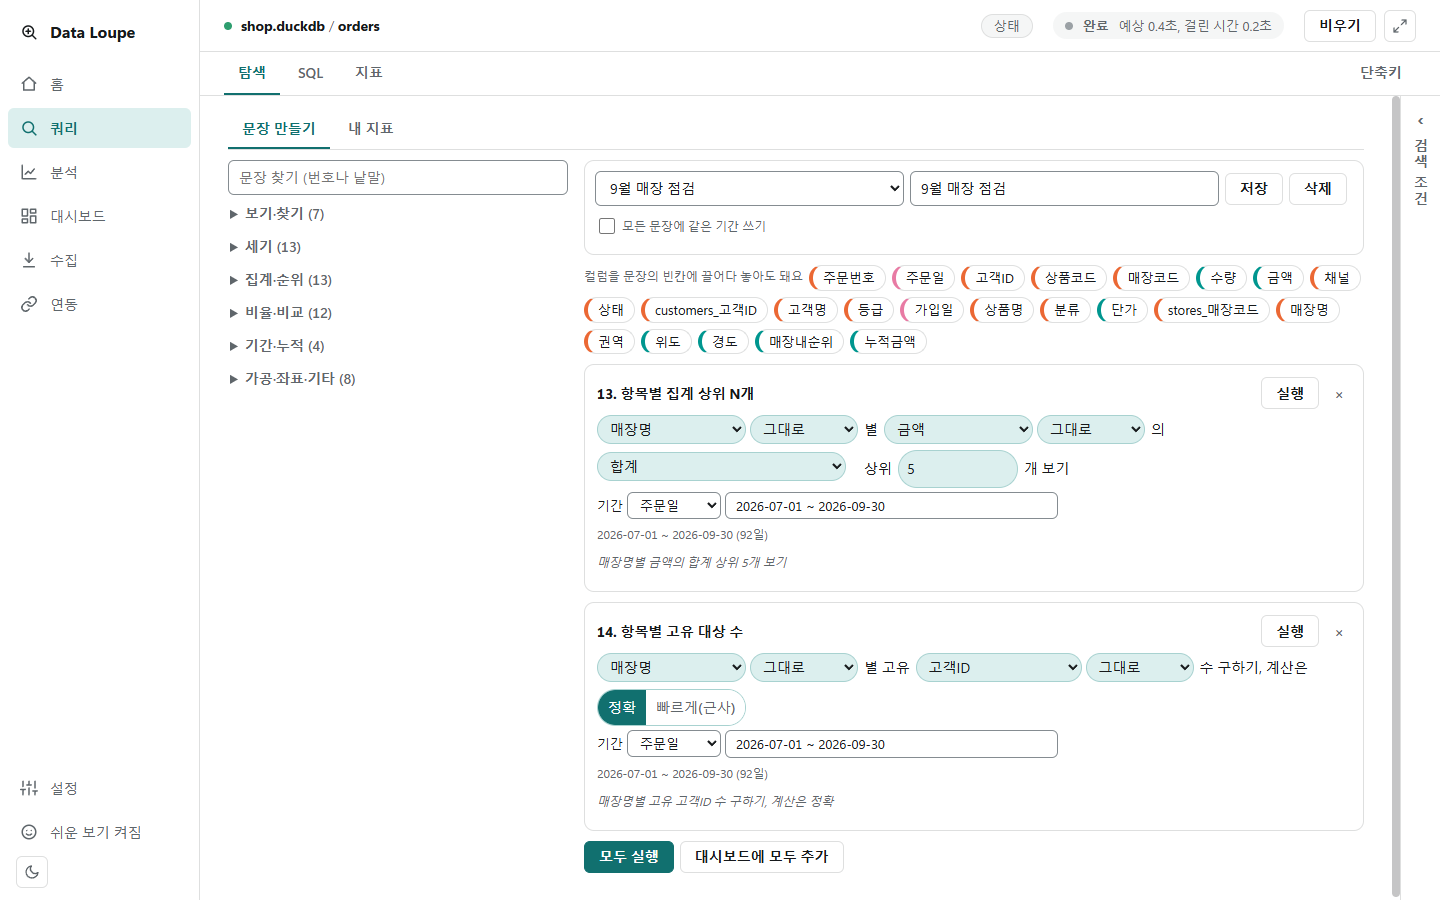 Data Loupe
홈
쿼리
분석
대시보드
수집
연동
설정
쉬운 보기 켜짐
shop.duckdb / orders
상태
완료 예상 0.4초, 걸린 시간 0.2초
비우기
탐색 SQL 지표
단축키
문장 만들기 내 지표
문장 찾기 (번호나 낱말)
보기·찾기 (7)
세기 (13)
집계·순위 (13)
비율·비교 (12)
기간·누적 (4)
가공·좌표·기타 (8)
9월 매장 점검 9월 매장 점검 저장 삭제
모든 문장에 같은 기간 쓰기
컬럼을 문장의 빈칸에 끌어다 놓아도 돼요 주문번호 주문일 고객ID 상품코드 매장코드 수량 금액 채널
상태 customers_고객ID 고객명 등급 가입일 상품명 분류 단가 stores_매장코드 매장명
권역 위도 경도 매장내순위 누적금액
13. 항목별 집계 상위 N개 실행 ×
매장명 그대로 별 금액 그대로 의
합계 상위 5 개 보기
기간 주문일 2026-07-01 ~ 2026-09-30
2026-07-01 ~ 2026-09-30 (92일)
매장명별 금액의 합계 상위 5개 보기
14. 항목별 고유 대상 수 실행 ×
매장명 그대로 별 고유 고객ID 그대로 수 구하기, 계산은
정확 빠르게(근사)
기간 주문일 2026-07-01 ~ 2026-09-30
2026-07-01 ~ 2026-09-30 (92일)
매장명별 고유 고객ID 수 구하기, 계산은 정확
모두 실행 대시보드에 모두 추가
검색 조건